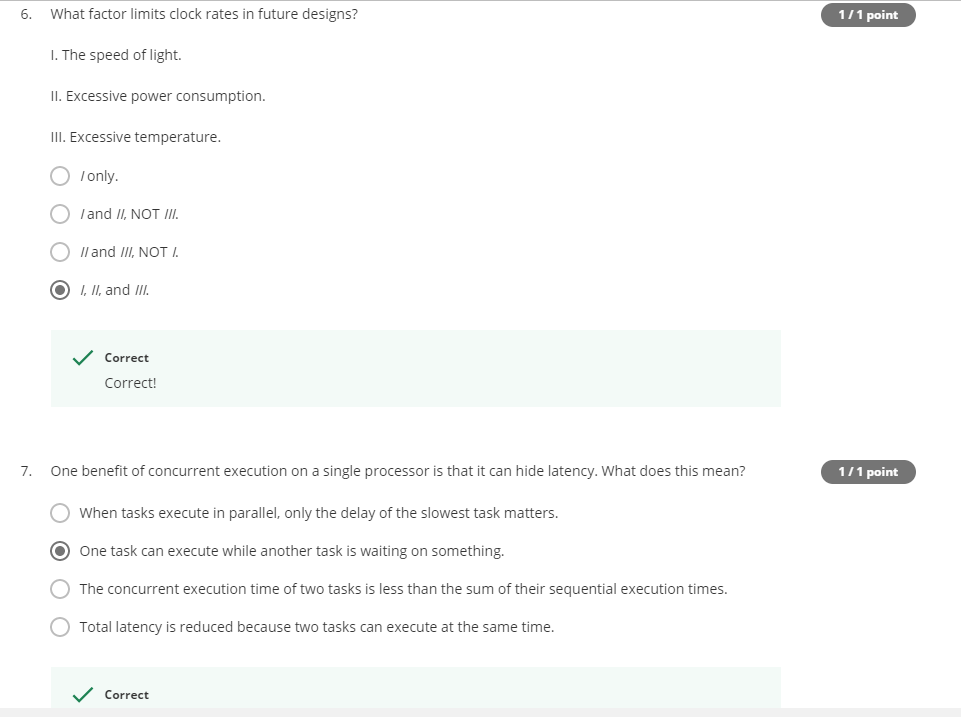 6. What factor limits clock rates in future designs?
1 / 1 point
I. The speed of light.
II. Excessive power consumption.
III. Excessive temperature.
I only.
I and II, NOT III.
II and III, NOT I.
I, II, and III.
Correct
Correct!
7. One benefit of concurrent execution on a single processor is that it can hide latency. What does this mean?
1 / 1 point
When tasks execute in parallel, only the delay of the slowest task matters.
One task can execute while another task is waiting on something.
The concurrent execution time of two tasks is less than the sum of their sequential execution times.
Total latency is reduced because two tasks can execute at the same time.
Correct